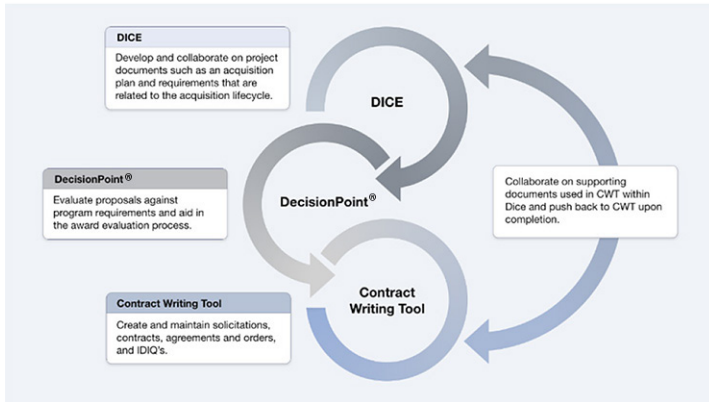 DICE
Develop and collaborate on project
documents such as an acquisition
plan and requirements that are
related to the acquisition lifecycle.
DICE
DecisionPoint®
Evaluate proposals against
program requirements and aid in
the award evaluation process.
DecisionPoint®
Collaborate on supporting
documents used in CWT within
Dice and push back to CWT upon
completion.
Contract Writing Tool
Create and maintain solicitations,
contracts, agreements and orders,
and IDIQ's.
Contract
Writing Tool